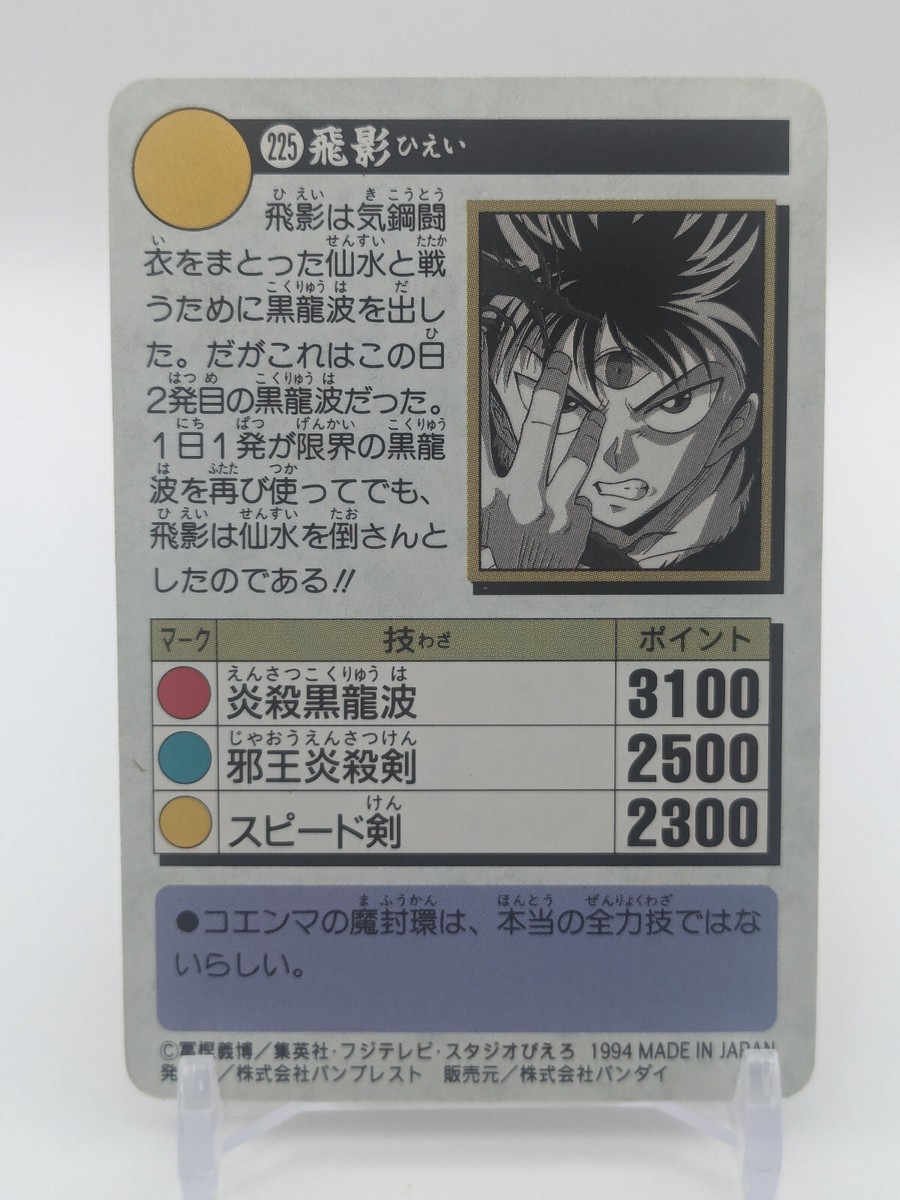 225 飛影 ひえい
飛影は気鋼闘
衣をまとった仙水と戦
うために黒龍波を出し
た。だがこれはこの日
2発目の黒龍波だった。
1日1発が限界の黒龍
波を再び使ってでも、
飛影は仙水を倒さんと
したのである!!
マーク 技わざ ポイント
炎殺黒龍波 3100
邪王炎殺剣 2500
スピード剣 2300
●コエンマの魔封環は、本当の全力技ではな
いらしい。
©冨樫義博/集英社・フジテレビ・スタジオぴえろ 1994 MADE IN JAPAN
発 /株式会社バンプレスト 販売元/株式会社バンダイ